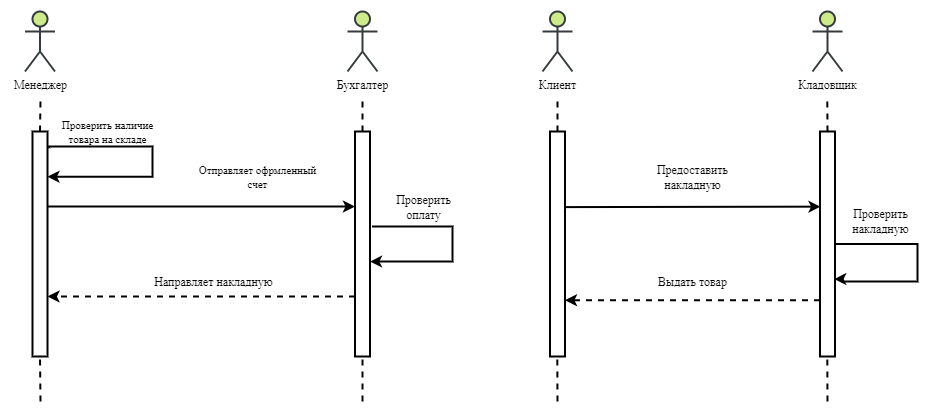 Менеджер
Бухгалтер
Клиент
Кладовщик
Проверить наличие
товара на складе
Отправляет офрмленный
счет
Проверить
оплату
Направляет накладную
Предоставить
накладную
Проверить
накладную
Выдать товар